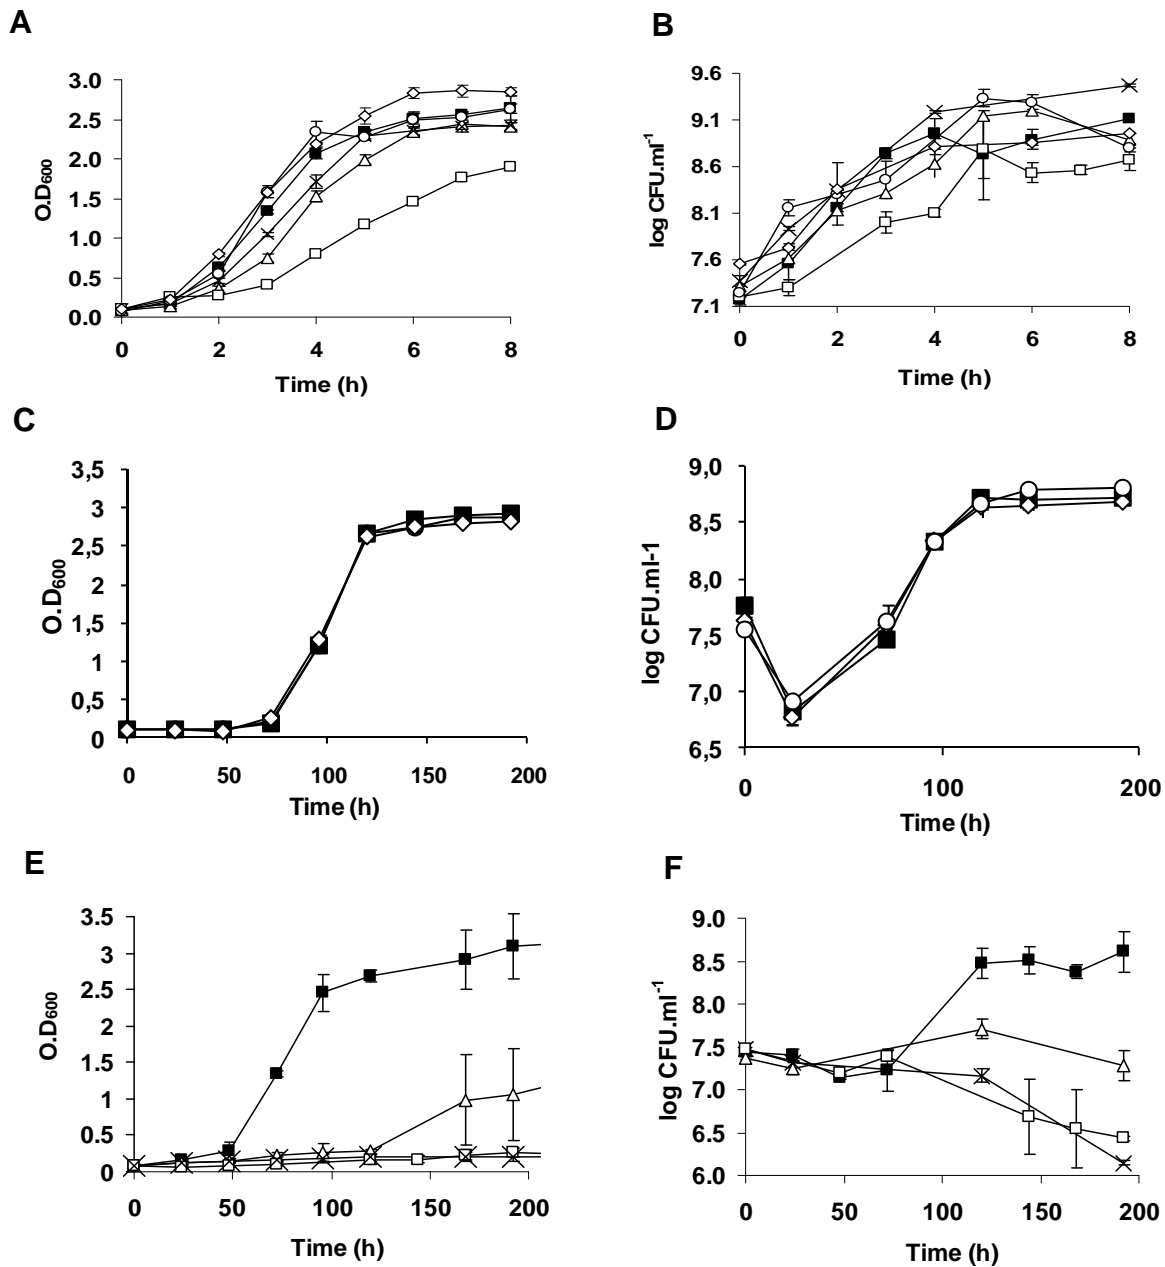 A
B
3.0
2.5
2.0
1.5
1.0
0.5
0.0
O.D600
0 2 4 6 8
Time (h)
9.6
9.1
8.6
8.1
7.6
7.1
log CFU.ml-1
0 2 4 6 8
Time (h)
C
D
3,5
3
2,5
2
1,5
1
0,5
0
O.D600
0 50 100 150 200
Time (h)
9,0
8,5
8,0
7,5
7,0
6,5
log CFU.ml-1
0 100 200
Time (h)
E
F
3.5
3
2.5
2
1.5
1
0.5
0
O.D600
0 50 100 150 200
Time (h)
9.0
8.5
8.0
7.5
7.0
6.5
6.0
log CFU.ml-1
0 50 100 150 200
Time (h)